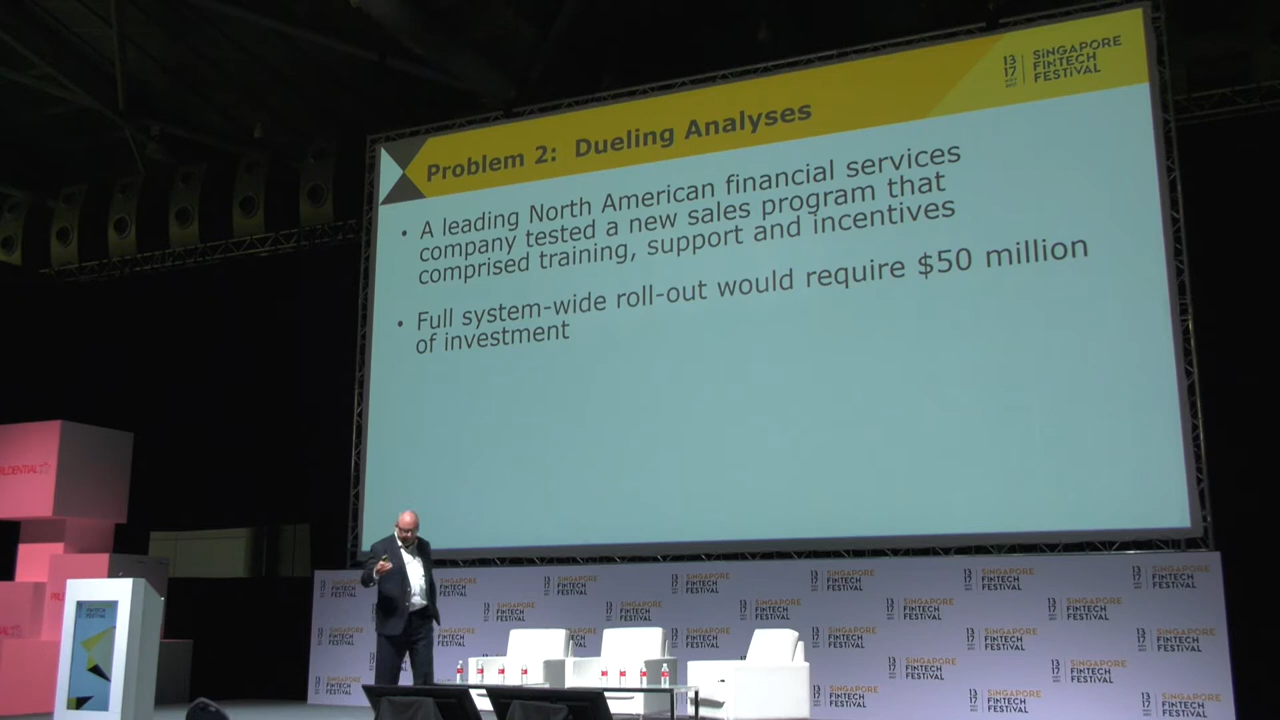 13
17
SiNGAPORE
FiNTECH
FESTiVAL
Problem 2: Dueling Analyses
• A leading North American financial services
company tested a new sales program that
comprised training, support and incentives
• Full system-wide roll-out would require $50 million
of investment